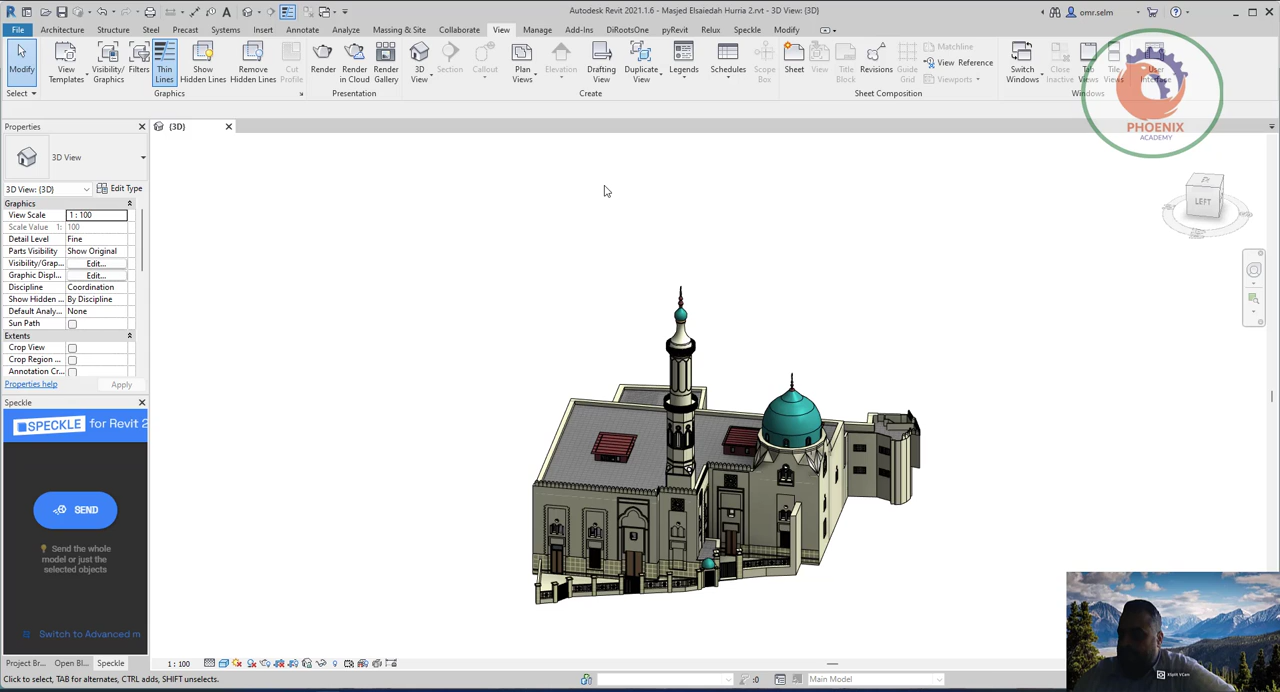 Autodesk Revit 2021.1.6 - Masjed Elsaiedah Hurria 2.rvt - 3D View: {3D}
omr.selm
File Architecture Structure Steel Precast Systems Insert Annotate Analyze Massing & Site Collaborate View Manage Add-Ins DiRootsOne pyRevit Relux Speckle Modify
Modify
View Templates
Visibility/ Graphics
Filters
Thin Lines
Show Hidden Lines
Remove Hidden Lines
Cut Profile
Render
Render in Cloud
Render Gallery
3D View
Section
Callout
Plan Views
Elevation
Drafting View
Duplicate View
Legends
Schedules
Scope Box
Sheet
View
Title Block
Revisions
Guide Grid
Matchline
View Reference
Viewports
Switch Windows
Close Inactive
Tab Views
Tile Views
User Interface
Select
Graphics
Presentation
Create
Sheet Composition
Windows
PHOENIX
ACADEMY
Properties
{3D}
3D View
3D View: {3D}
Edit Type
Graphics
View Scale 1 : 100
Scale Value 1: 100
Detail Level Fine
Parts Visibility Show Original
Visibility/Grap... Edit...
Graphic Displ... Edit...
Discipline Coordination
Show Hidden ... By Discipline
Default Analy... None
Sun Path
Extents
Crop View
Crop Region ...
Annotation Cr...
Properties help Apply
LEFT
Speckle
SPECKLE for Revit 2
SEND
Send the whole
model or just the
selected objects
Switch to Advanced m
Project Br... Open Bl... Speckle
1 : 100
Click to select, TAB for alternates, CTRL adds, SHIFT unselects.
:0
Main Model
XSplit VCam